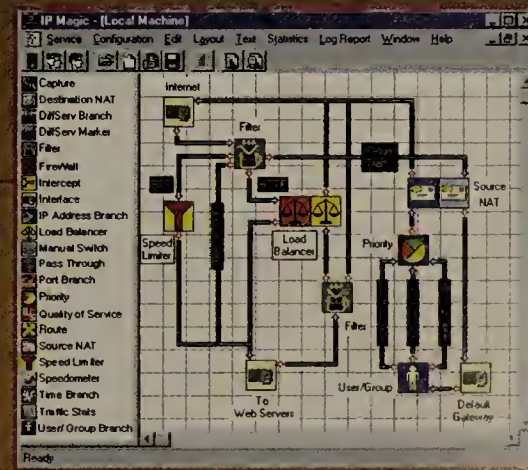 IP Magic - [Local Machine]
Service Configuration Edit Layout Text Statistics Log Report Window Help
Capture
Destination NAT
DiffServ Branch
DiffServ Marker
Filter
FireWall
Intercept
Interface
IP Address Branch
Load Balancer
Manual Switch
Pass Through
Port Branch
Priority
Quality of Service
Route
Source NAT
Speed Limiter
Speedometer
Time Branch
Traffic Stats
User/ Group Branch
Internet
Filter
Source
NAT
Speed
Limiter
Load
Balancer
Priority
Filter
To
Web Servers
User/Group
Default
Gateway
Ready